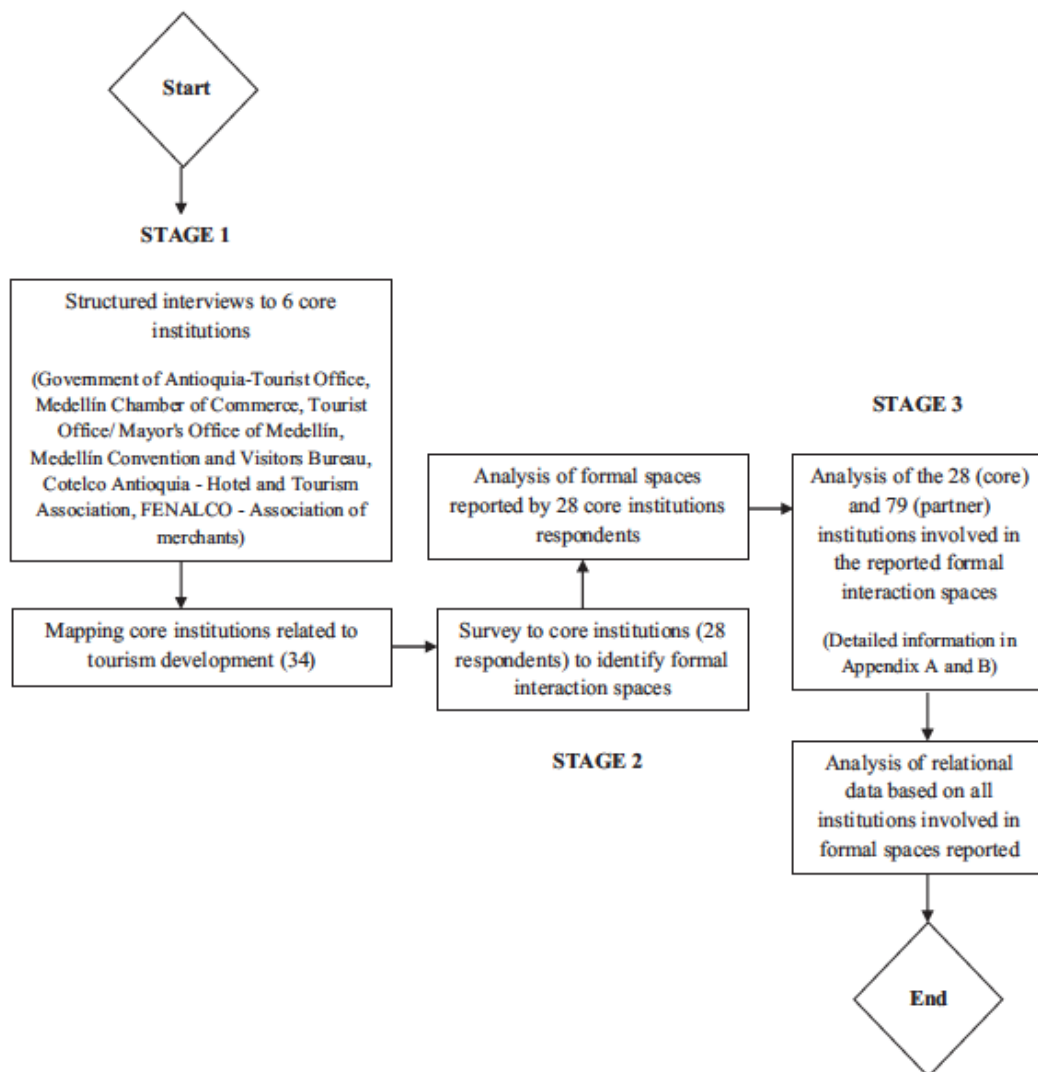 Start
STAGE 1
Structured interviews to 6 core
institutions
(Government of Antioquia-Tourist Office,
Medellín Chamber of Commerce, Tourist
Office/ Mayor's Office of Medellín,
Medellín Convention and Visitors Bureau,
Cotelco Antioquia - Hotel and Tourism
Association, FENALCO - Association of
merchants)
Mapping core institutions related to
tourism development (34)
Survey to core institutions (28
respondents) to identify formal
interaction spaces
STAGE 2
Analysis of formal spaces
reported by 28 core institutions
respondents
STAGE 3
Analysis of the 28 (core)
and 79 (partner)
institutions involved in
the reported formal
interaction spaces
(Detailed information in
Appendix A and B)
Analysis of relational
data based on all
institutions involved in
formal spaces reported
End